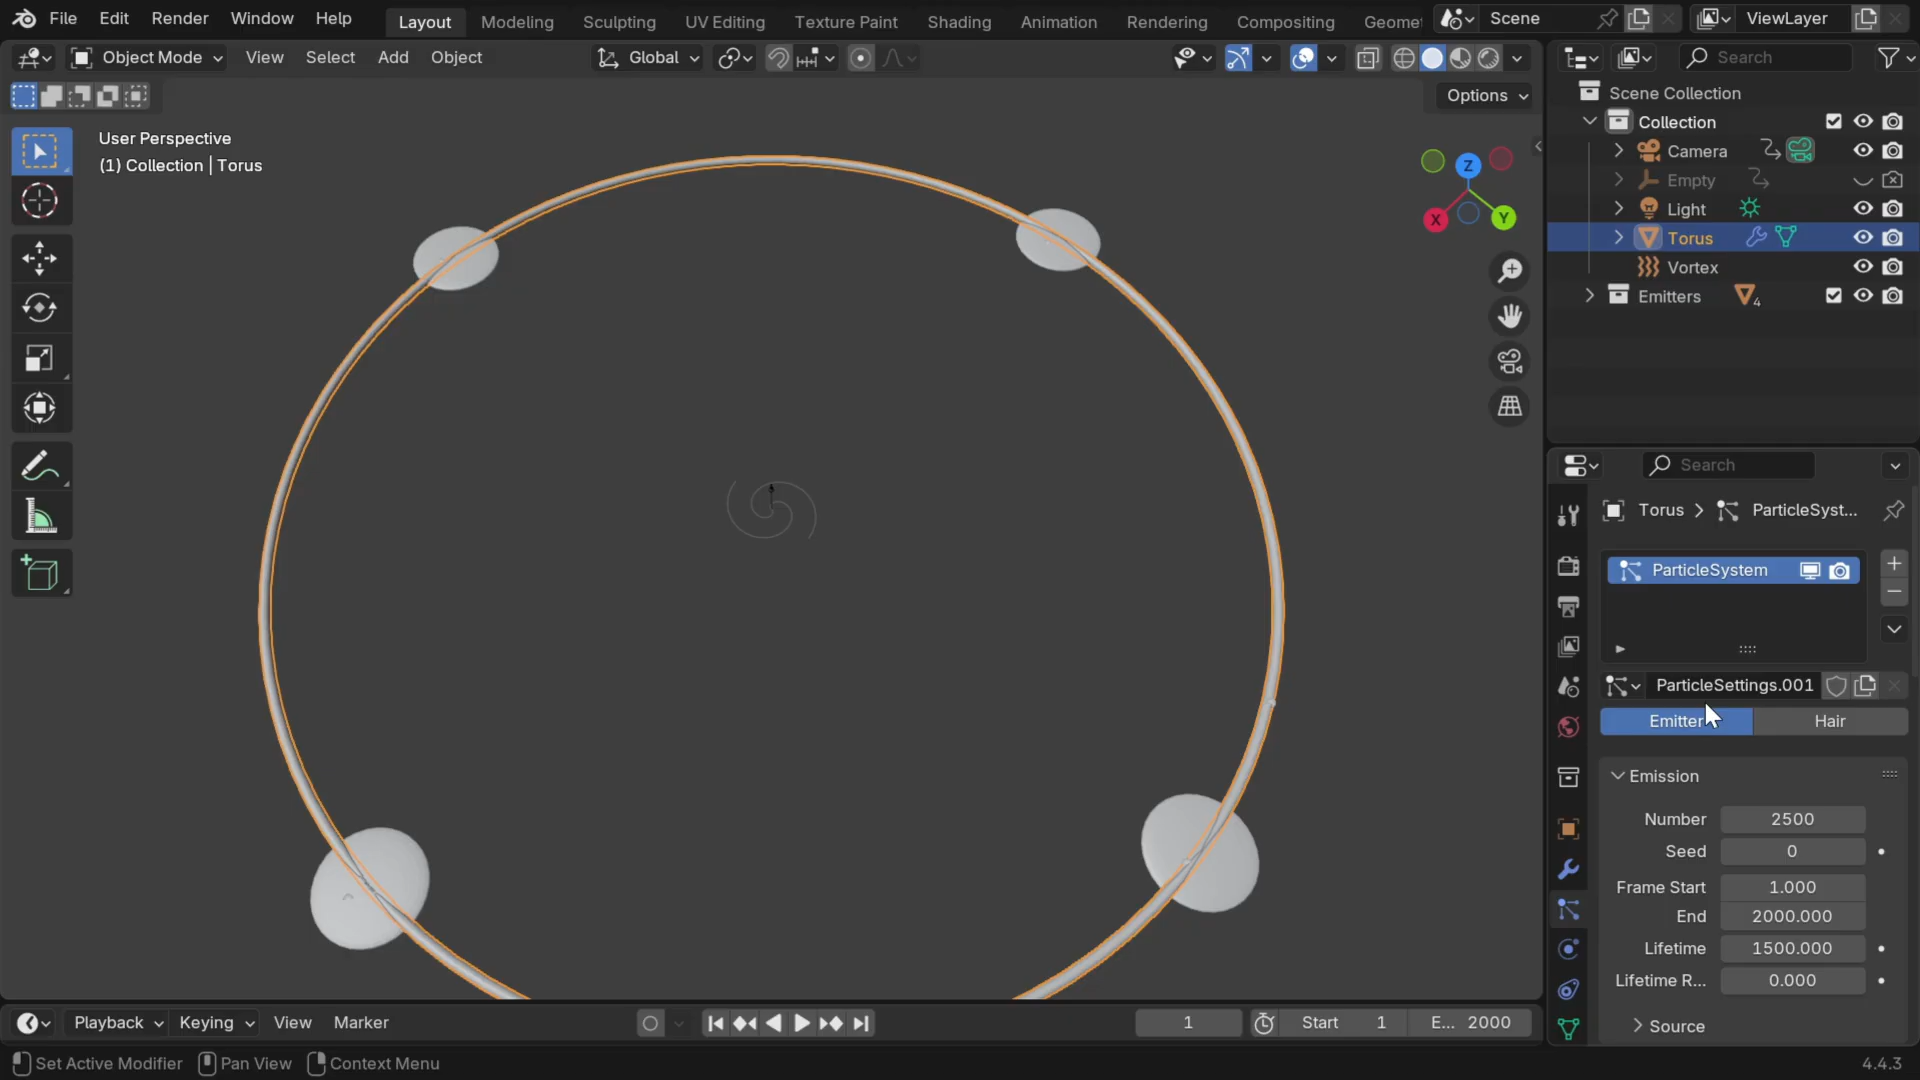 File Edit Render Window Help Layout Modeling Sculpting UV Editing Texture Paint Shading Animation Rendering Compositing Geomet Scene ViewLayer
Object Mode View Select Add Object Global Search
Options
User Perspective
(1) Collection | Torus
Z
X
Y
Scene Collection
Collection
Camera
Empty
Light
Torus
Vortex
Emitters 4
Search
Torus > ParticleSyst...
ParticleSystem
ParticleSettings.001
Emitter Hair
Emission
Number 2500
Seed 0
Frame Start 1.000
End 2000.000
Lifetime 1500.000
Lifetime R... 0.000
Source
Playback Keying View Marker 1 Start 1 E... 2000
Set Active Modifier Pan View Context Menu 4.4.3